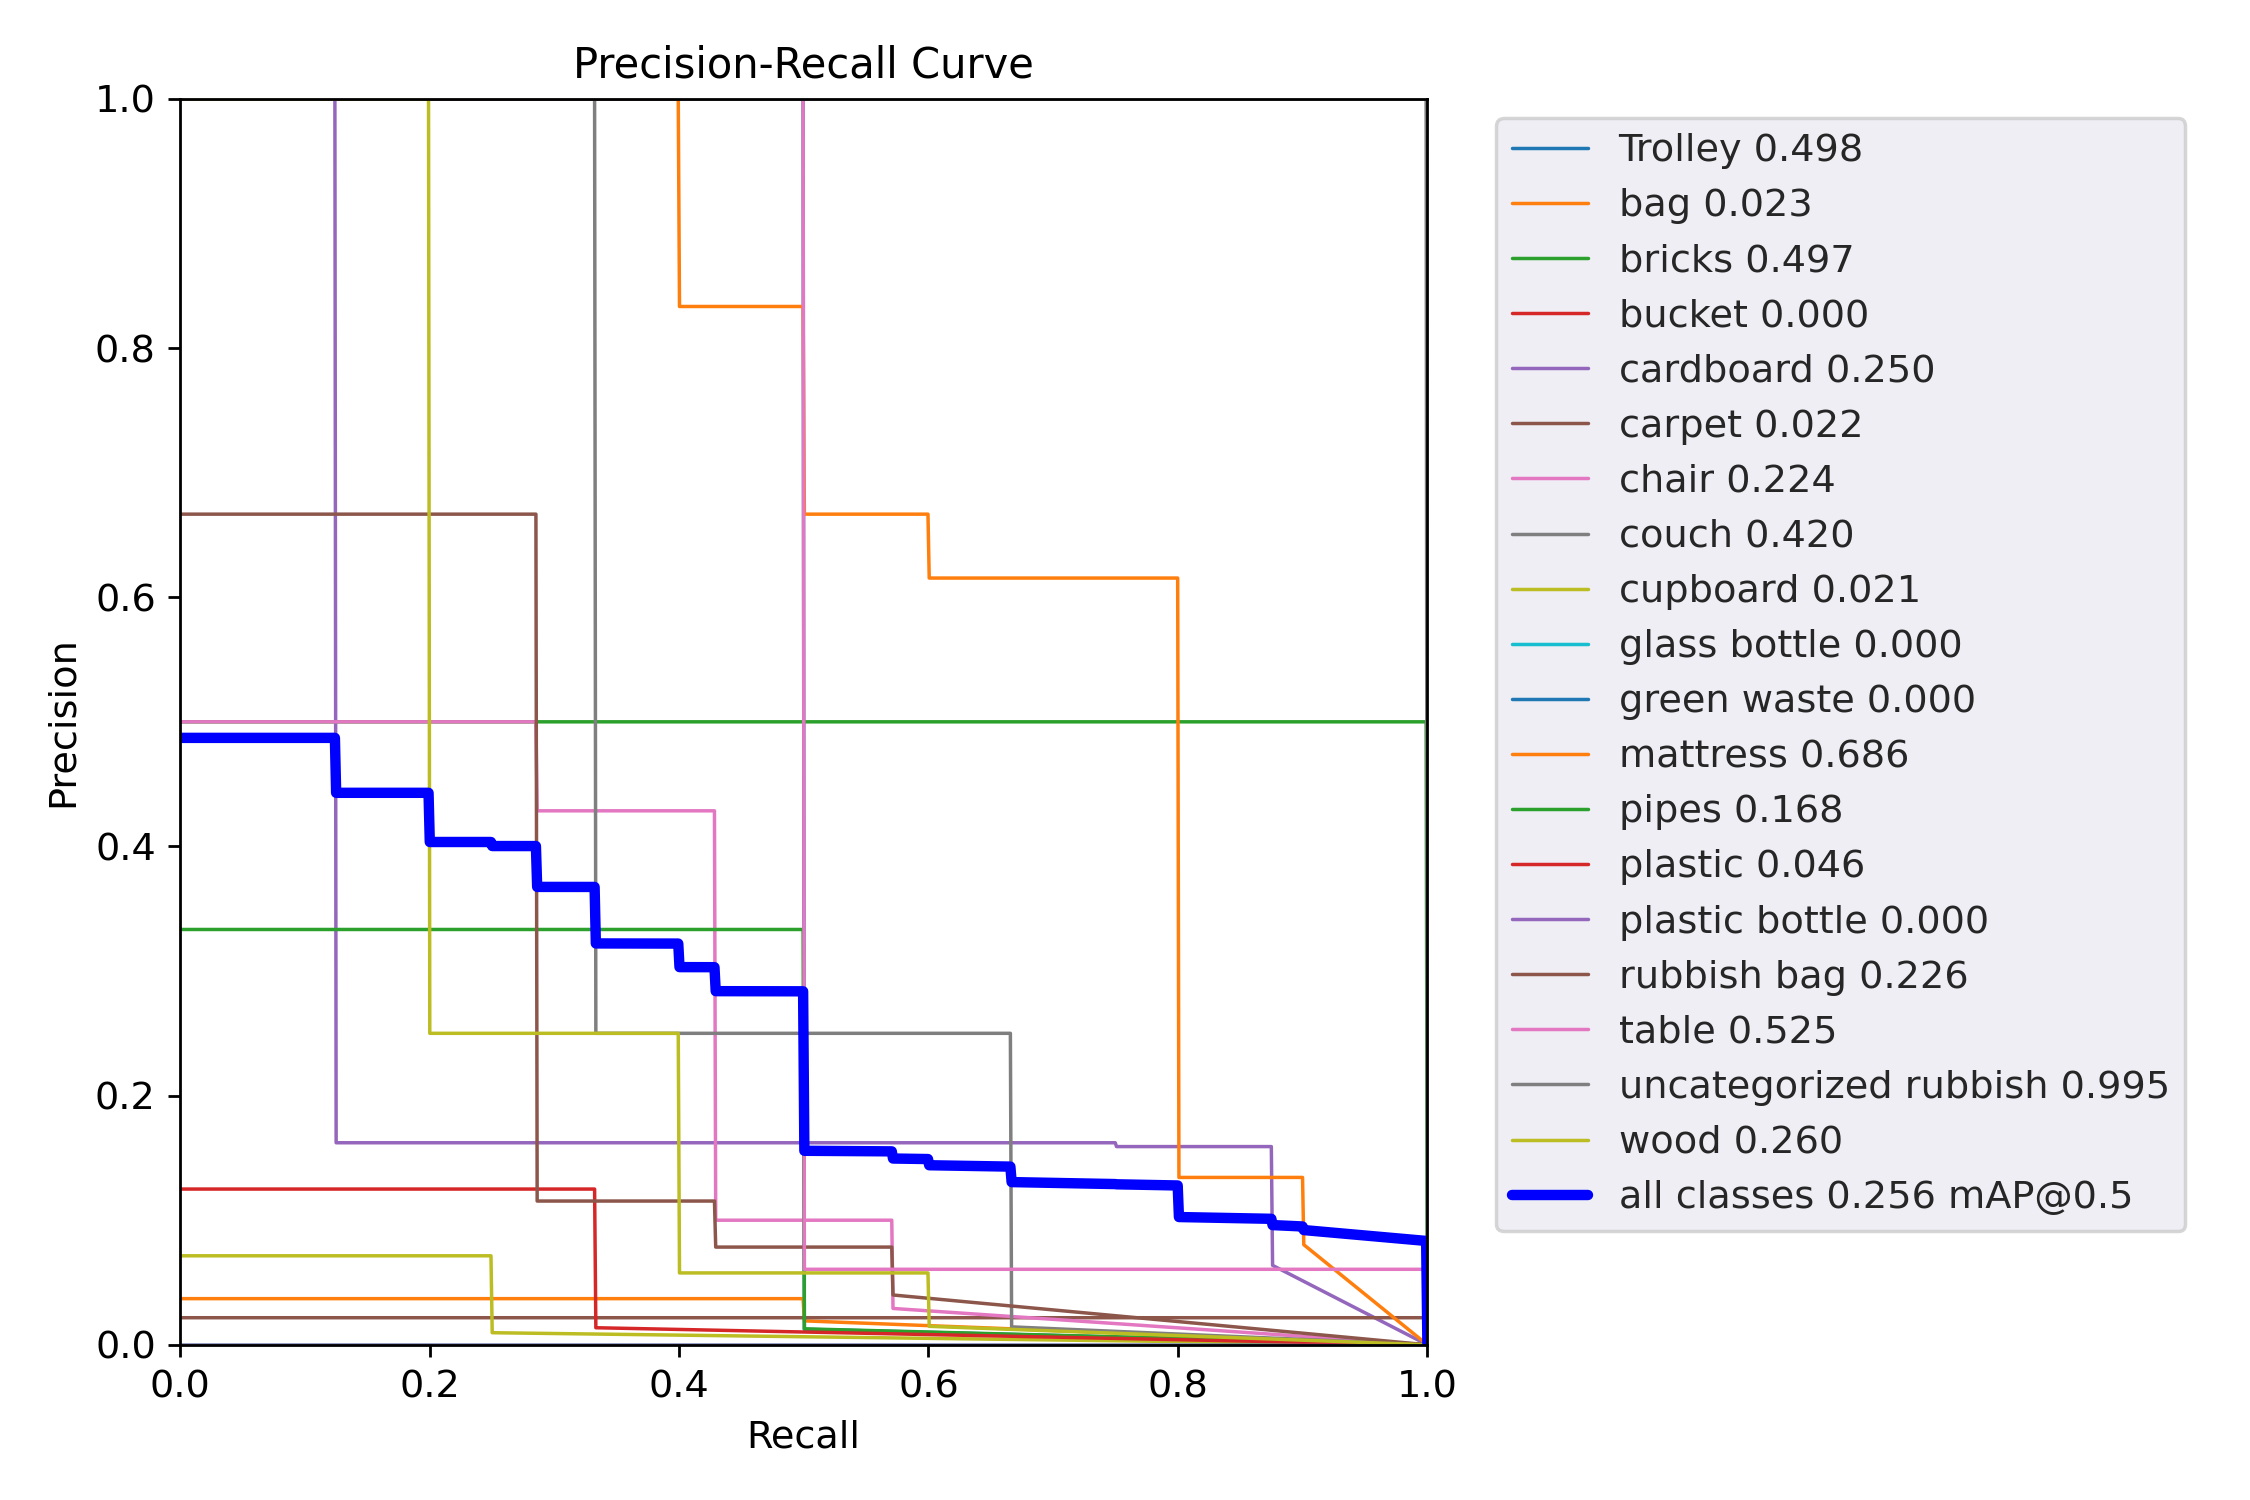 Precision-Recall Curve
1.0
0.8
0.6
0.4
0.2
0.0
Precision
0.0 0.2 0.4 0.6 0.8 1.0
Recall
Trolley 0.498
bag 0.023
bricks 0.497
bucket 0.000
cardboard 0.250
carpet 0.022
chair 0.224
couch 0.420
cupboard 0.021
glass bottle 0.000
green waste 0.000
mattress 0.686
pipes 0.168
plastic 0.046
plastic bottle 0.000
rubbish bag 0.226
table 0.525
uncategorized rubbish 0.995
wood 0.260
all classes 0.256 mAP@0.5